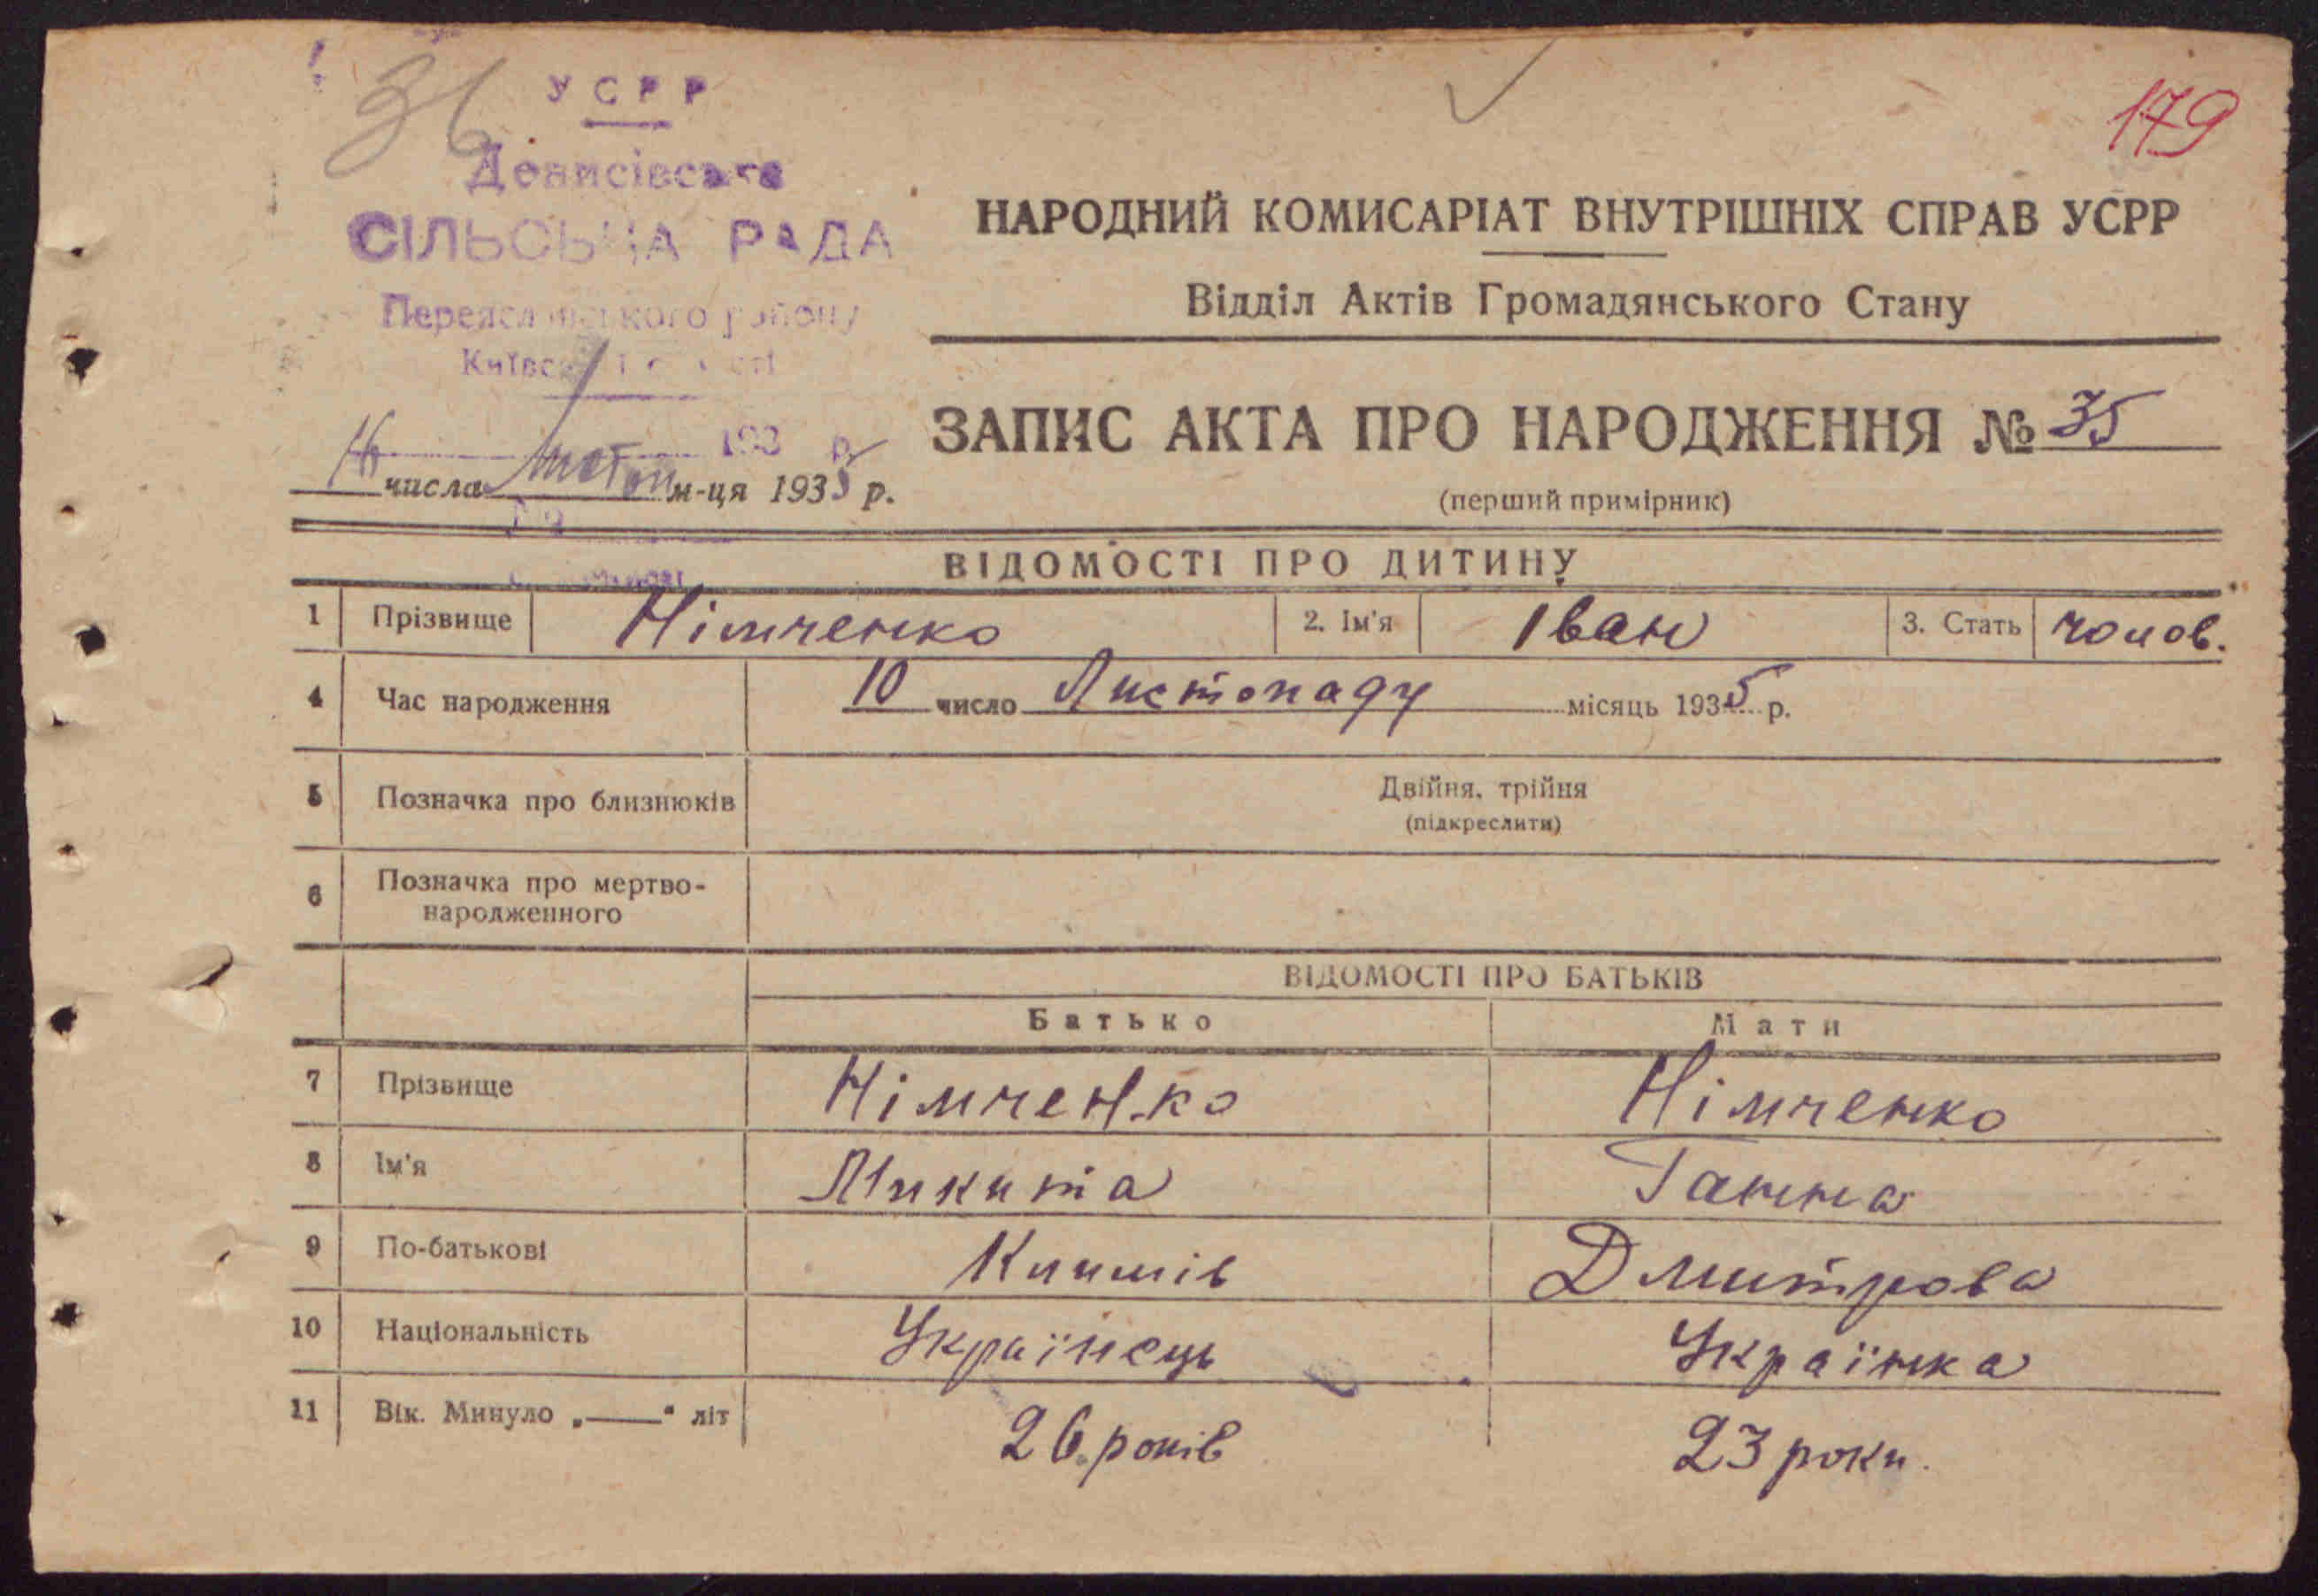 36
УСРР
Денисівська
СІЛЬСЬКА РАДА
Переяславського району
179
НАРОДНИЙ КОМИСАРІАТ ВНУТРІШНІХ СПРАВ УСРР
Відділ Актів Громадянського Стану
ЗАПИС АКТА ПРО НАРОДЖЕННЯ № 35
(перший примірник)
193 р.
16 числа листоп м-ця 1935 р.
ВІДОМОСТІ ПРО ДИТИНУ
1 Прізвище Німченко 2. Ім'я Іван 3. Стать чолов.
4 Час народження 10 число Листопаду місяць 1935 р.
5 Позначка про близнюків Двійня, трійня
(підкреслити)
6 Позначка про мертво-
народженного
ВІДОМОСТІ ПРО БАТЬКІВ
Батько Мати
7 Прізвище Німченко Німченко
8 Ім'я Микита Ганна
9 По-батькові Климів Дмитрова
10 Національність Українець Українка
11 Вік. Минуло „——" літ 26 років 23 роки.